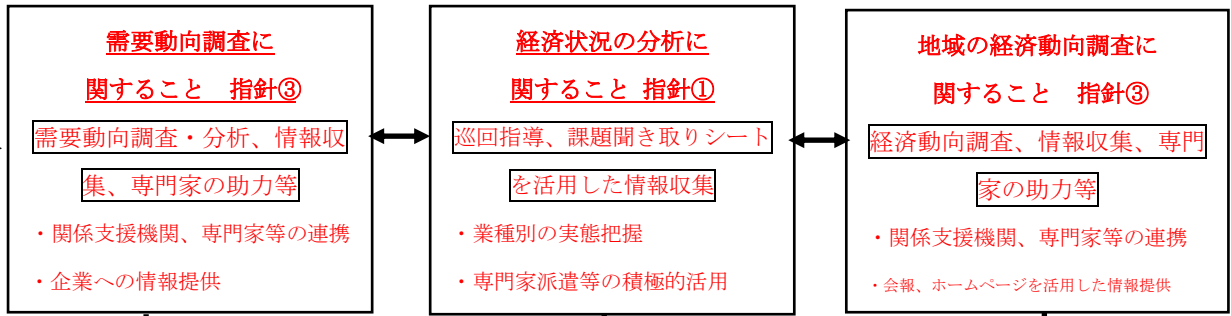 需要動向調査に
関すること　指針③
需要動向調査・分析、情報収
集、専門家の助力等
・関係支援機関、専門家等の連携
・企業への情報提供
経済状況の分析に
関すること 指針①
巡回指導、課題聞き取りシート
を活用した情報収集
・業種別の実態把握
・専門家派遣等の積極的活用
地域の経済動向調査に
関すること　指針③
経済動向調査、情報収集、専門
家の助力等
・関係支援機関、専門家等の連携
・会報、ホームページを活用した情報提供